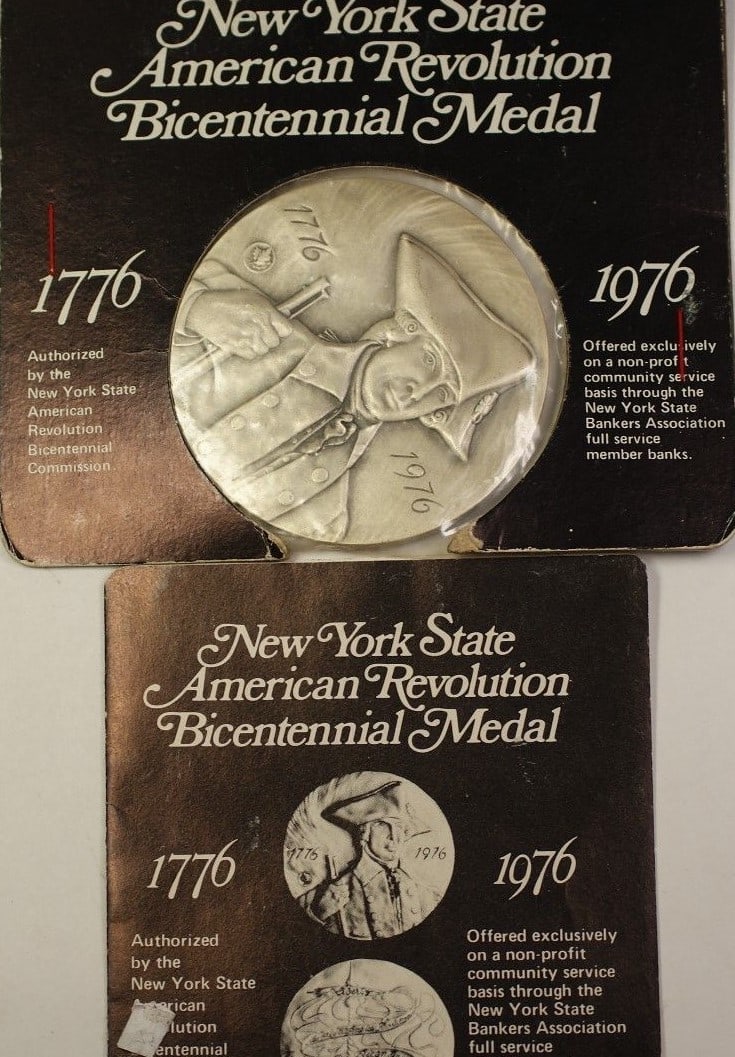 New York State
American Revolution
Bicentennial Medal
1776
1976
Authorized
by the
New York State
American
Revolution
Bicentennial
Commission.
Offered exclusively
on a non-profit
community service
basis through the
New York State
Bankers Association
full service
member banks.
1776
1976
New York State
American Revolution
Bicentennial Medal
1776
1976
1776
1976
Authorized
by the
New York State
Offered exclusively
on a non-profit
community service
basis through the
New York State
Bankers Association
full service